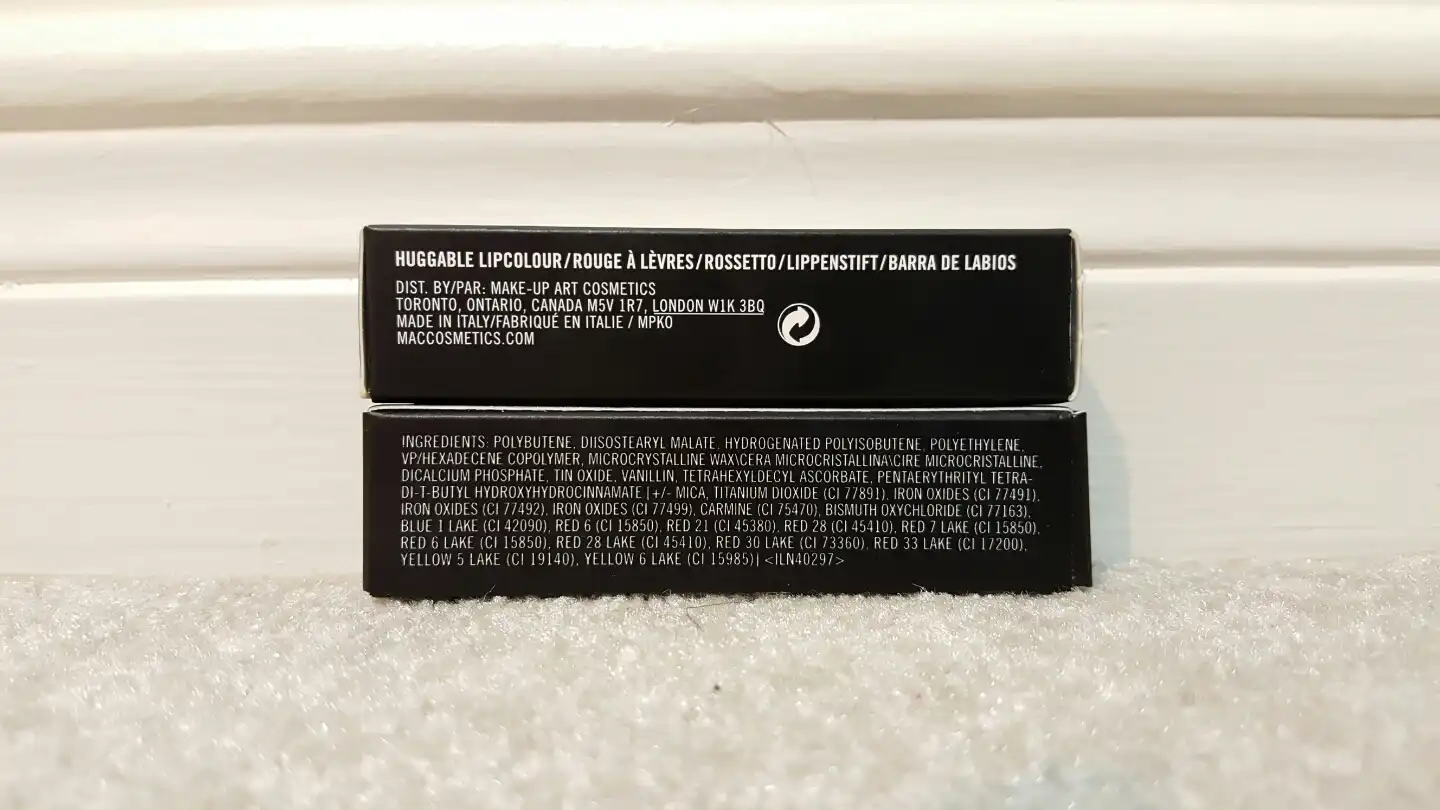 HUGGABLE LIPCOLOUR/ROUGE À LÈVRES/ROSSETTO/LIPPENSTIFT/BARRA DE LABIOS
DIST. BY/PAR: MAKE-UP ART COSMETICS
TORONTO, ONTARIO, CANADA M5V 1R7, LONDON W1K 3BQ
MADE IN ITALY/FABRIQUÉ EN ITALIE / MPKO
MACCOSMETICS.COM
INGREDIENTS: POLYBUTENE, DIISOSTEARYL MALATE, HYDROGENATED POLYISOBUTENE, POLYETHYLENE,
VP/HEXADECENE COPOLYMER, MICROCRYSTALLINE WAX\CERA MICROCRISTALLINA\CIRE MICROCRISTALLINE,
DICALCIUM PHOSPHATE, TIN OXIDE, VANILLIN, TETRAHEXYLDECYL ASCORBATE, PENTAERYTHRITYL TETRA-
DI-T-BUTYL HYDROXYHYDROCINNAMATE [+/- MICA, TITANIUM DIOXIDE (CI 77891), IRON OXIDES (CI 77491),
IRON OXIDES (CI 77492), IRON OXIDES (CI 77499), CARMINE (CI 75470), BISMUTH OXYCHLORIDE (CI 77163),
BLUE 1 LAKE (CI 42090), RED 6 (CI 15850), RED 21 (CI 45380), RED 28 (CI 45410), RED 7 LAKE (CI 15850),
RED 6 LAKE (CI 15850), RED 28 LAKE (CI 45410), RED 30 LAKE (CI 73360), RED 33 LAKE (CI 17200),
YELLOW 5 LAKE (CI 19140), YELLOW 6 LAKE (CI 15985)] <ILN40297>